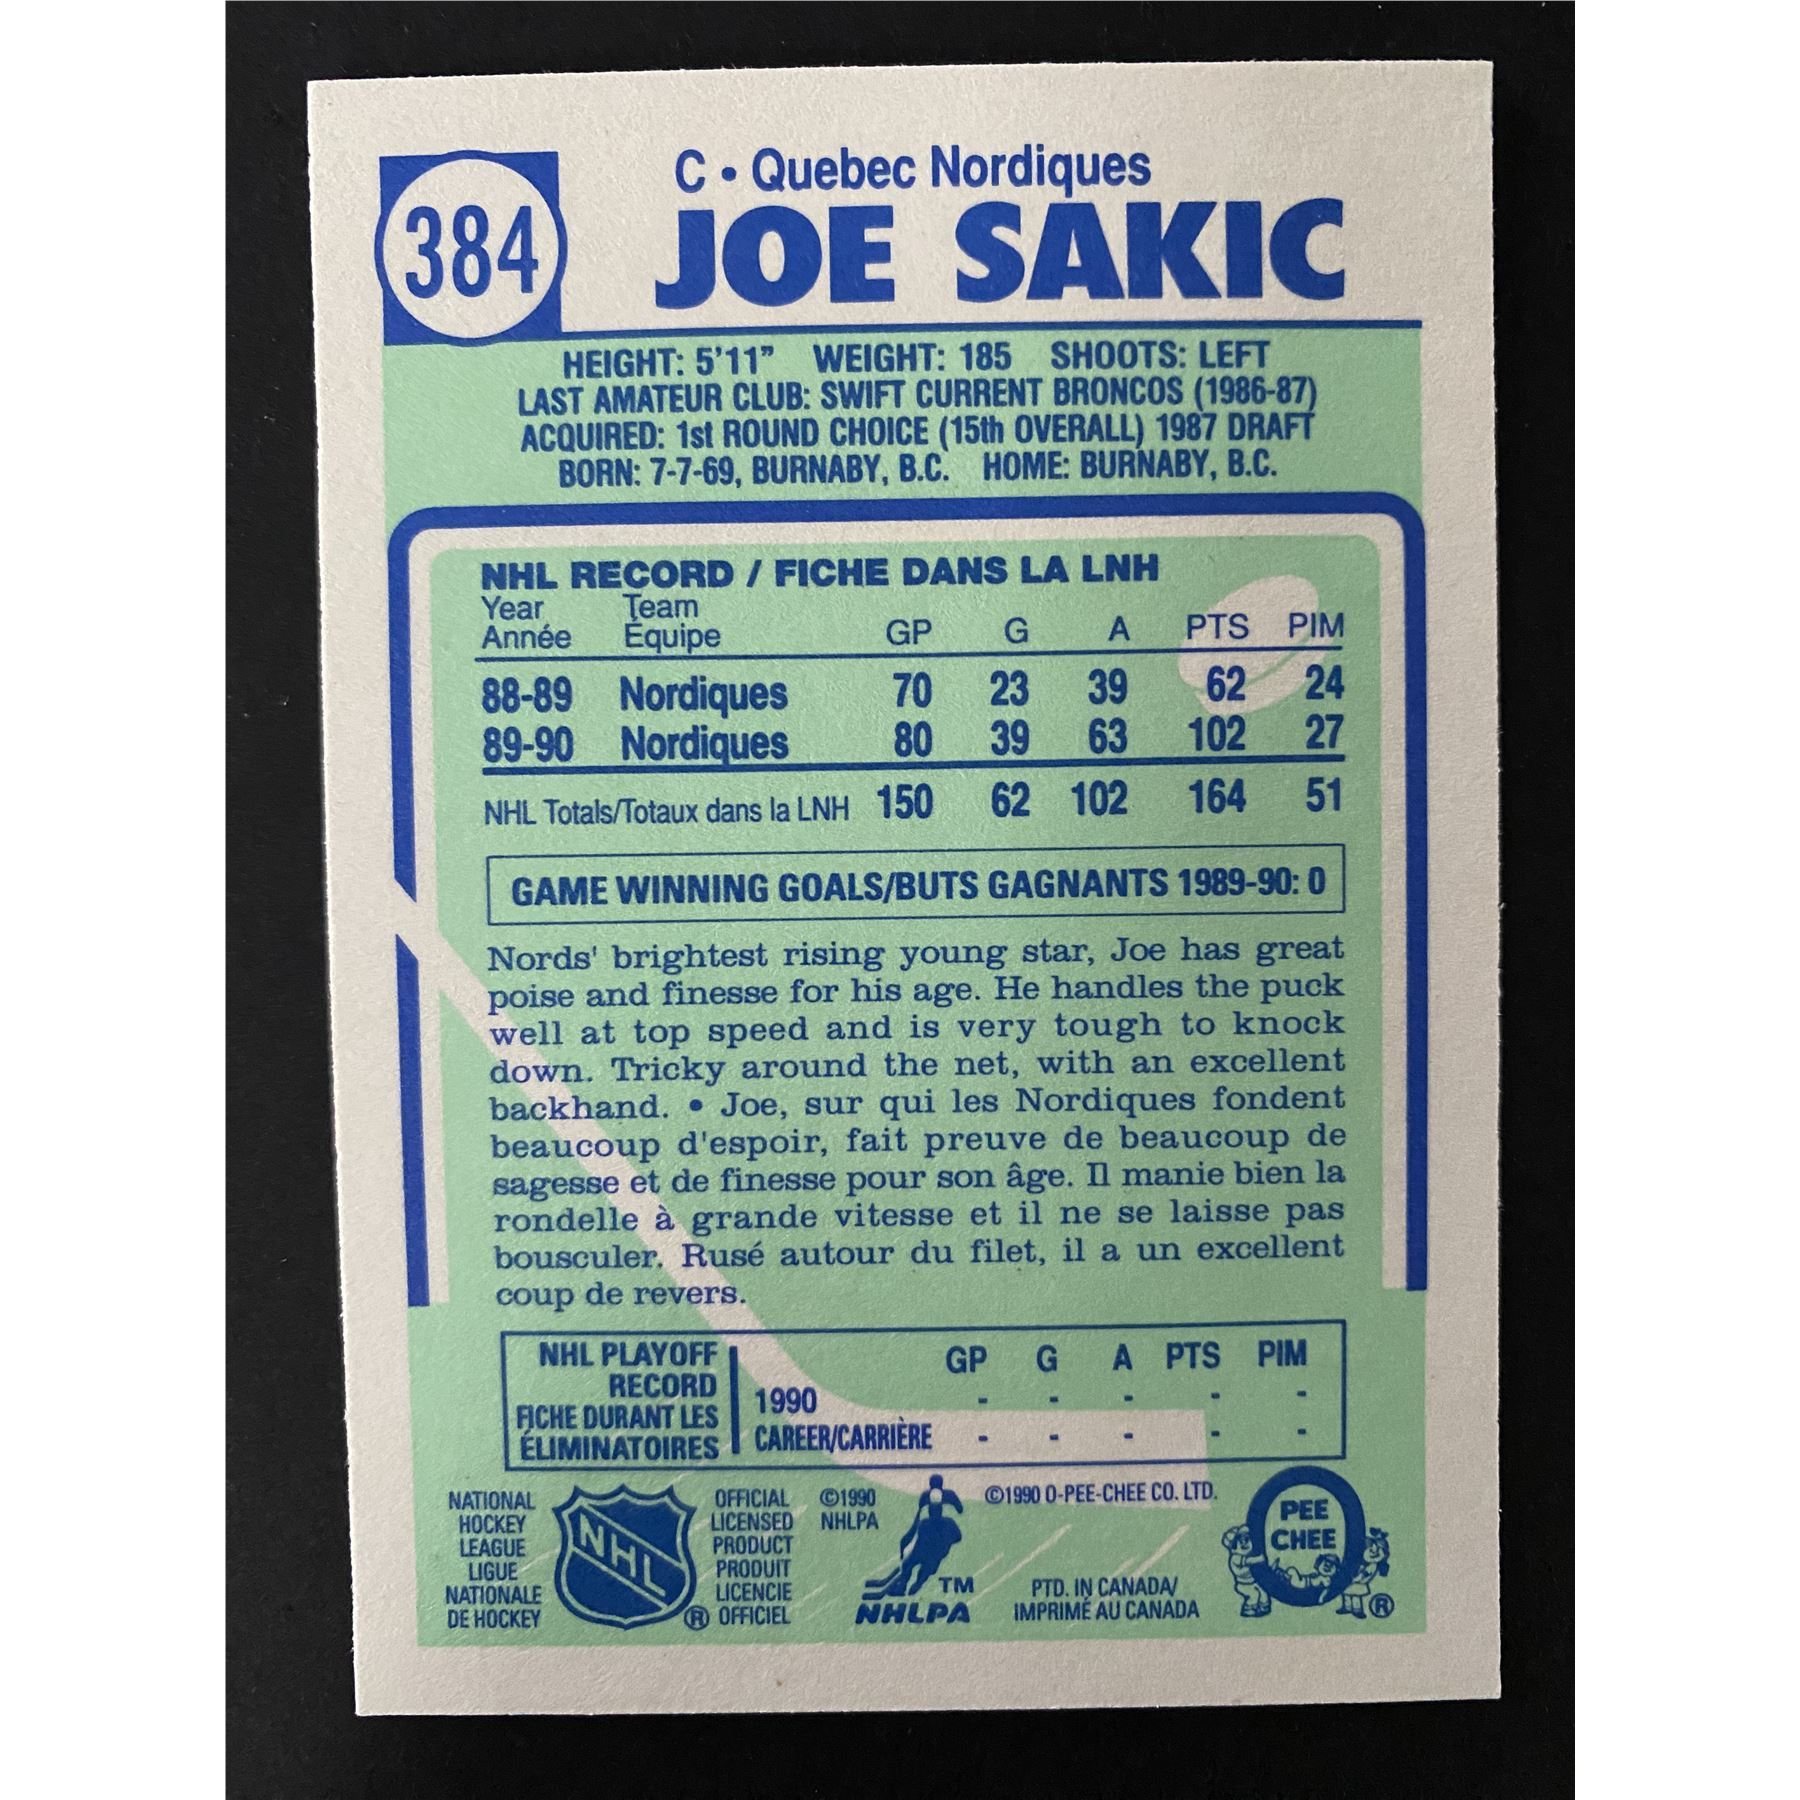 384
C • Quebec Nordiques
JOE SAKIC
HEIGHT: 5'11" WEIGHT: 185 SHOOTS: LEFT
LAST AMATEUR CLUB: SWIFT CURRENT BRONCOS (1986-87)
ACQUIRED: 1st ROUND CHOICE (15th OVERALL) 1987 DRAFT
BORN: 7-7-69, BURNABY, B.C. HOME: BURNABY, B.C.
NHL RECORD / FICHE DANS LA LNH
Year Team
Année Équipe GP G A PTS PIM
88-89 Nordiques 70 23 39 62 24
89-90 Nordiques 80 39 63 102 27
NHL Totals/Totaux dans la LNH 150 62 102 164 51
GAME WINNING GOALS/BUTS GAGNANTS 1989-90: 0
Nords' brightest rising young star, Joe has great
poise and finesse for his age. He handles the puck
well at top speed and is very tough to knock
down. Tricky around the net, with an excellent
backhand. • Joe, sur qui les Nordiques fondent
beaucoup d'espoir, fait preuve de beaucoup de
sagesse et de finesse pour son âge. Il manie bien la
rondelle à grande vitesse et il ne se laisse pas
bousculer. Rusé autour du filet, il a un excellent
coup de revers.
NHL PLAYOFF
RECORD
FICHE DURANT LES
ÉLIMINATOIRES
GP G A PTS PIM
1990 - - - - -
CAREER/CARRIÈRE - - - - -
NATIONAL
HOCKEY
LEAGUE
LIGUE
NATIONALE
DE HOCKEY
NHL
®
OFFICIAL
LICENSED
PRODUCT
PRODUIT
LICENCIE
OFFICIEL
©1990
NHLPA
TM
NHLPA
©1990 O-PEE-CHEE CO. LTD.
PTD. IN CANADA/
IMPRIMÉ AU CANADA
O
PEE
CHEE
®